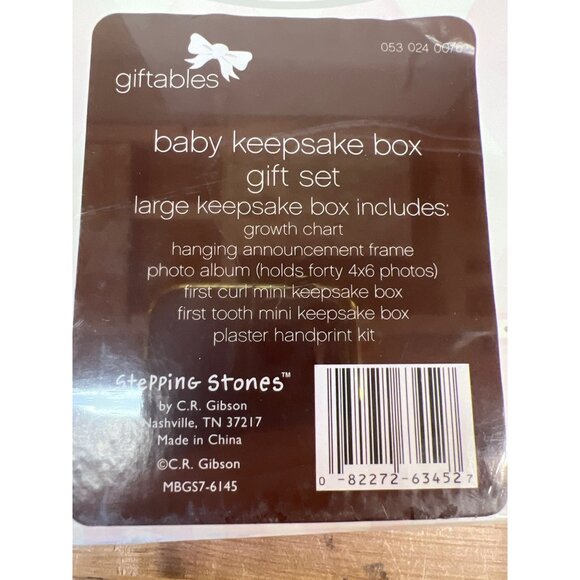 giftables
053 024 0076
baby keepsake box
gift set
large keepsake box includes:
growth chart
hanging announcement frame
photo album (holds forty 4x6 photos)
first curl mini keepsake box
first tooth mini keepsake box
plaster handprint kit
Stepping Stones™
by C.R. Gibson
Nashville, TN 37217
Made in China
©C.R. Gibson
MBGS7-6145
0 -82272-63452 7